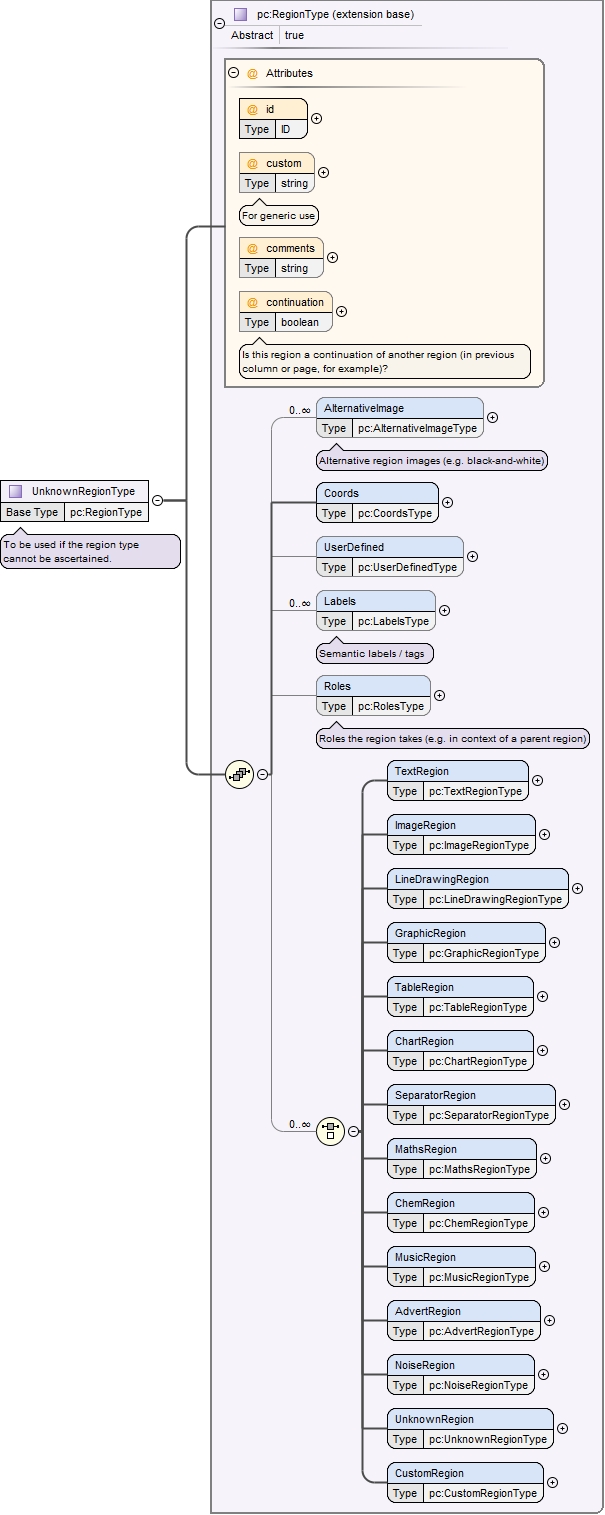 pc:RegionType (extension base)
Abstract true
@ Attributes
@ id
Type ID
@ custom
Type string
For generic use
@ comments
Type string
@ continuation
Type boolean
Is this region a continuation of another region (in previous
column or page, for example)?
0..∞ AlternativeImage
Type pc:AlternativeImageType
Alternative region images (e.g. black-and-white)
UnknownRegionType
Base Type pc:RegionType
To be used if the region type
cannot be ascertained.
Coords
Type pc:CoordsType
UserDefined
Type pc:UserDefinedType
0..∞ Labels
Type pc:LabelsType
Semantic labels / tags
Roles
Type pc:RolesType
Roles the region takes (e.g. in context of a parent region)
TextRegion
Type pc:TextRegionType
ImageRegion
Type pc:ImageRegionType
LineDrawingRegion
Type pc:LineDrawingRegionType
GraphicRegion
Type pc:GraphicRegionType
TableRegion
Type pc:TableRegionType
ChartRegion
Type pc:ChartRegionType
SeparatorRegion
Type pc:SeparatorRegionType
0..∞
MathsRegion
Type pc:MathsRegionType
ChemRegion
Type pc:ChemRegionType
MusicRegion
Type pc:MusicRegionType
AdvertRegion
Type pc:AdvertRegionType
NoiseRegion
Type pc:NoiseRegionType
UnknownRegion
Type pc:UnknownRegionType
CustomRegion
Type pc:CustomRegionType